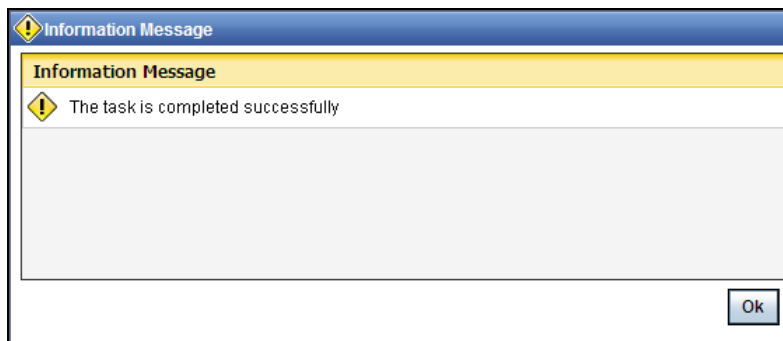 Information Message
Information Message
The task is completed successfully
Ok